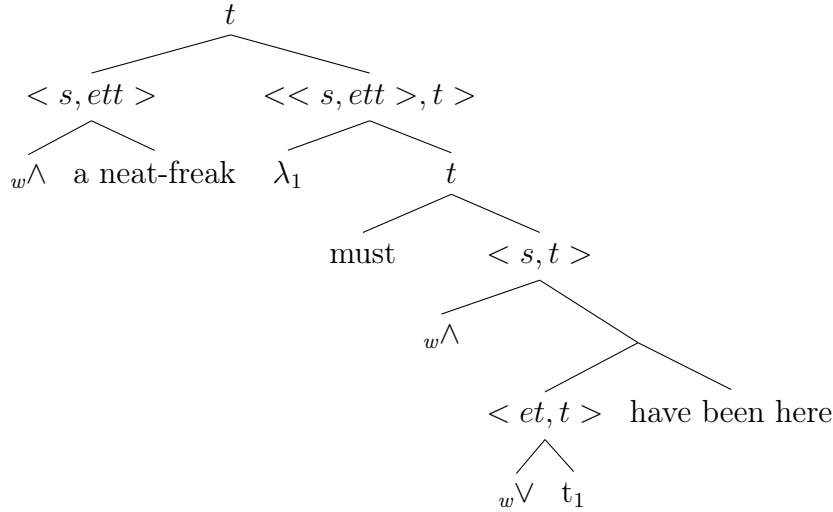 t
< s, ett > << s, ett >, t >
w∧ a neat-freak λ1 t
must < s, t >
w∧
< et, t > have been here
w∨ t1